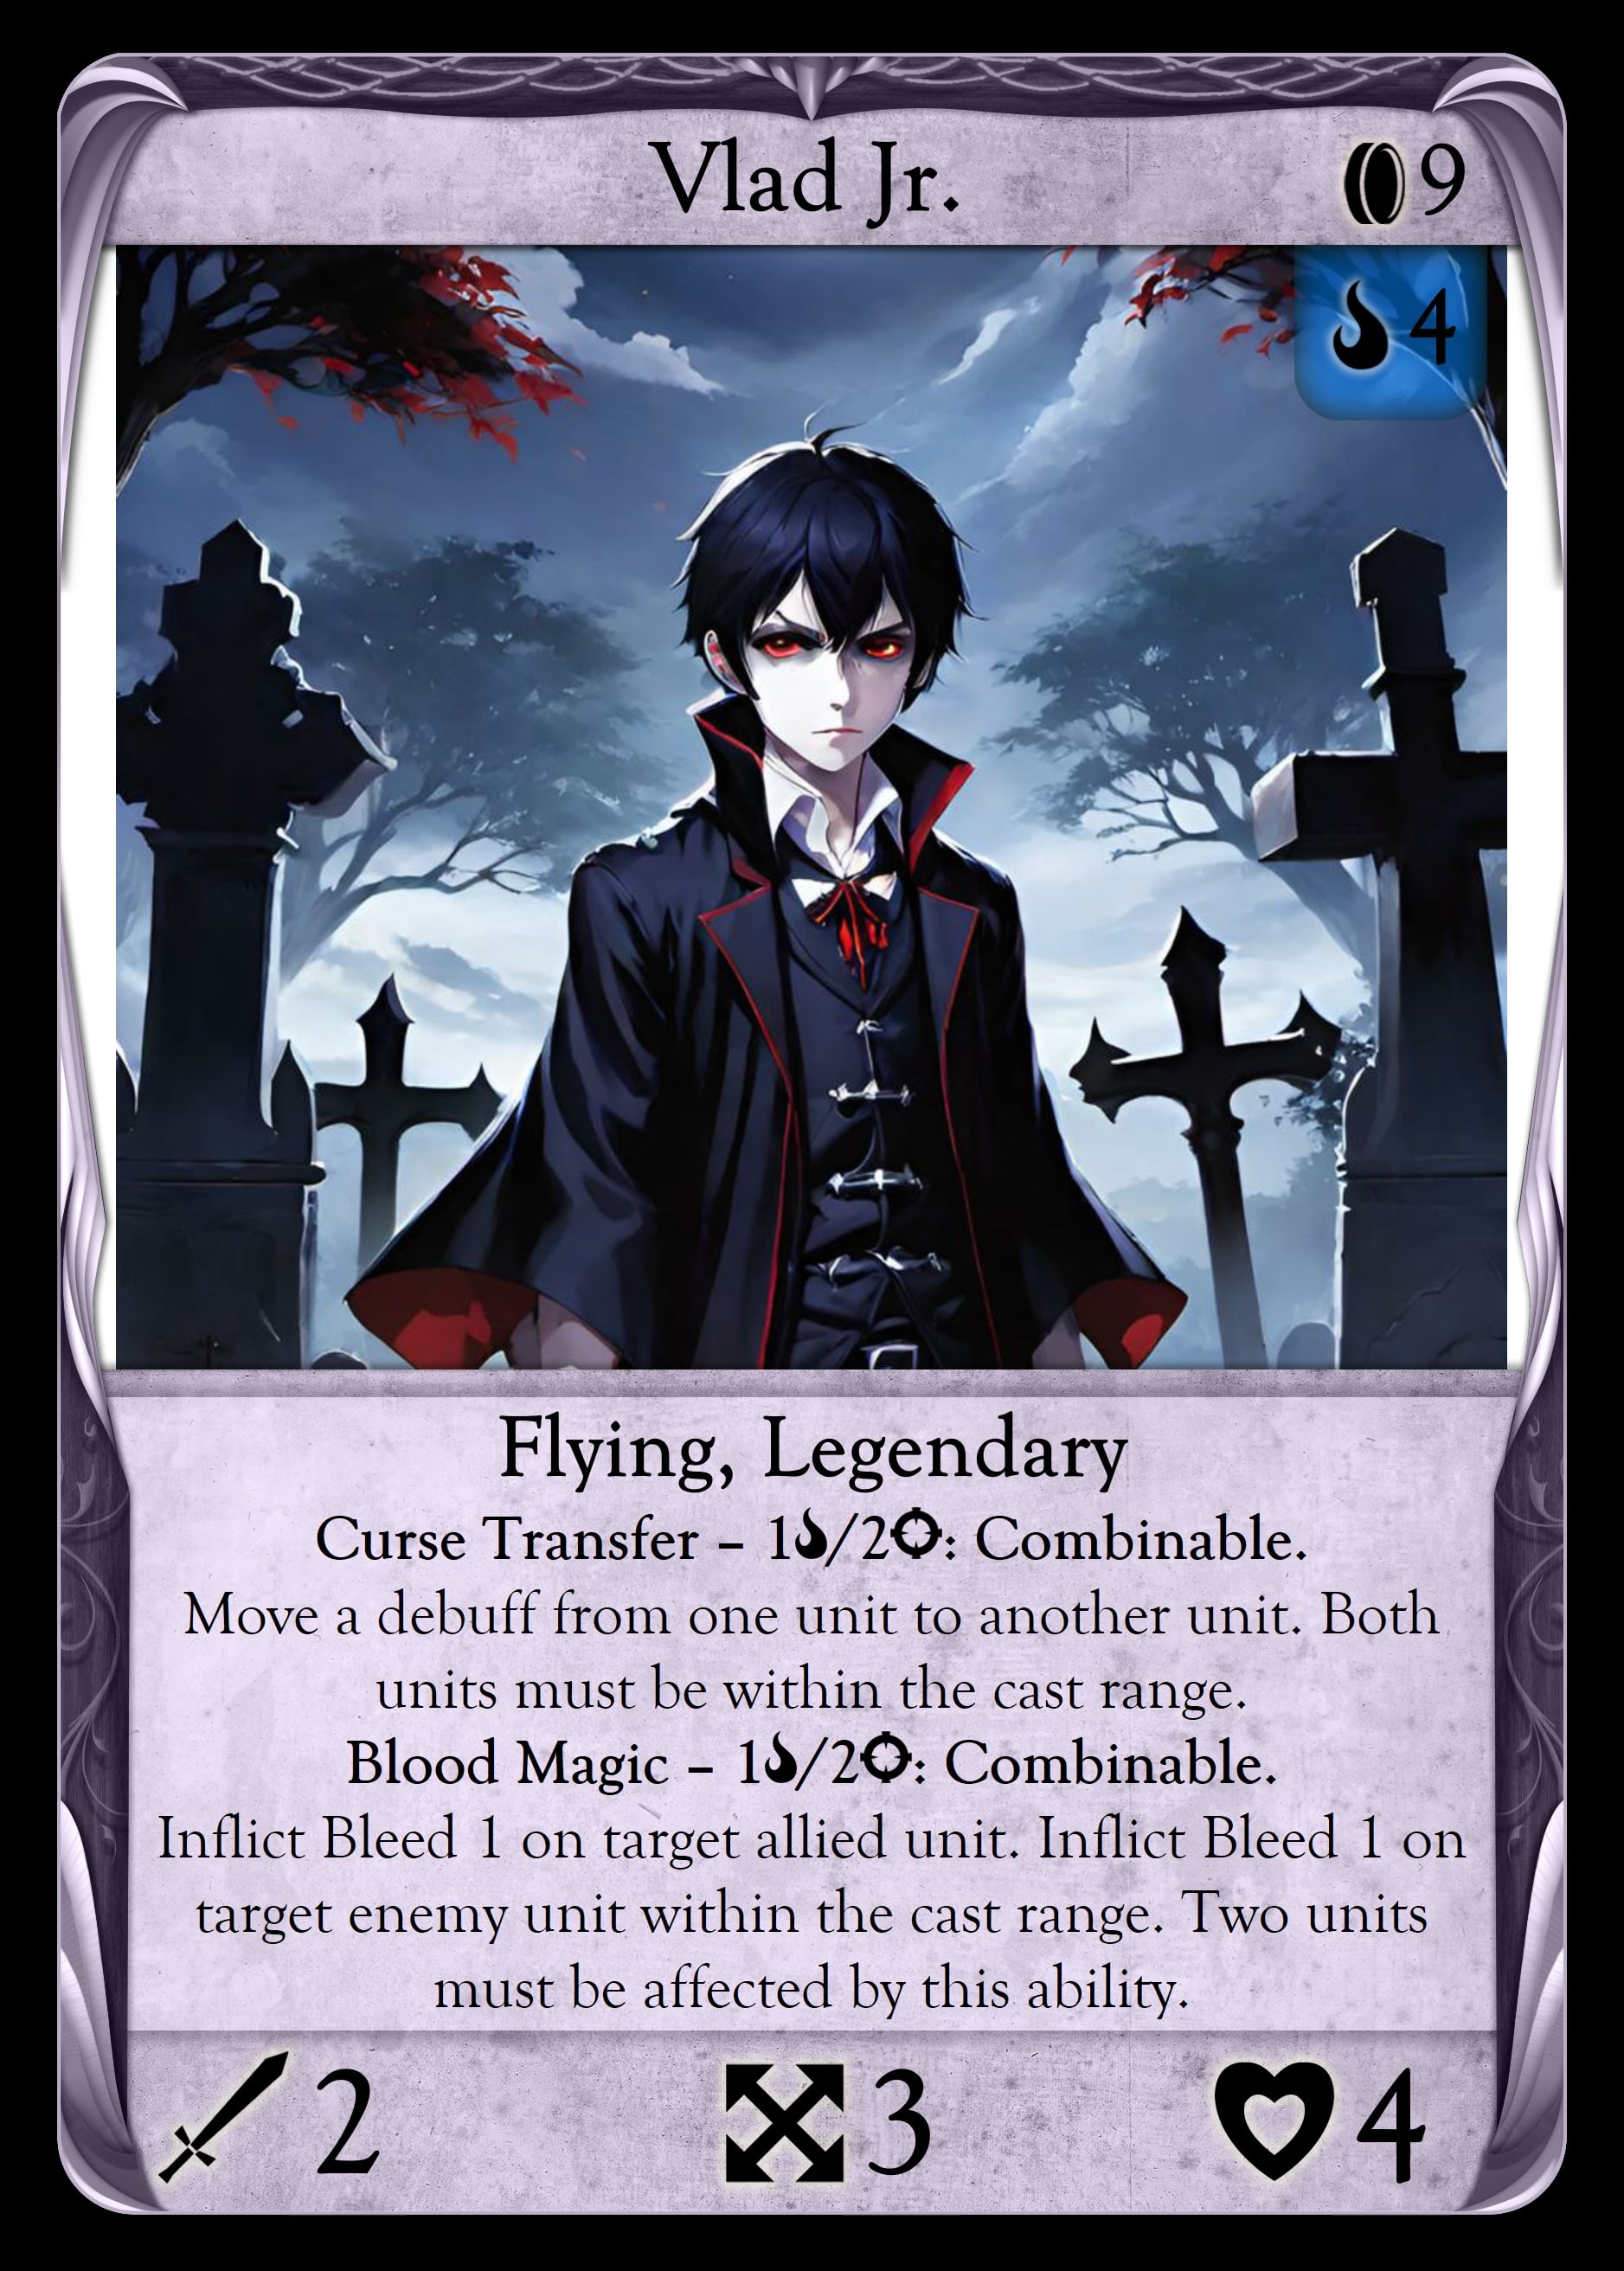 Vlad Jr.
9
4
Flying, Legendary
Curse Transfer – 1/2: Combinable.
Move a debuff from one unit to another unit. Both
units must be within the cast range.
Blood Magic – 1/2: Combinable.
Inflict Bleed 1 on target allied unit. Inflict Bleed 1 on
target enemy unit within the cast range. Two units
must be affected by this ability.
2 3 4